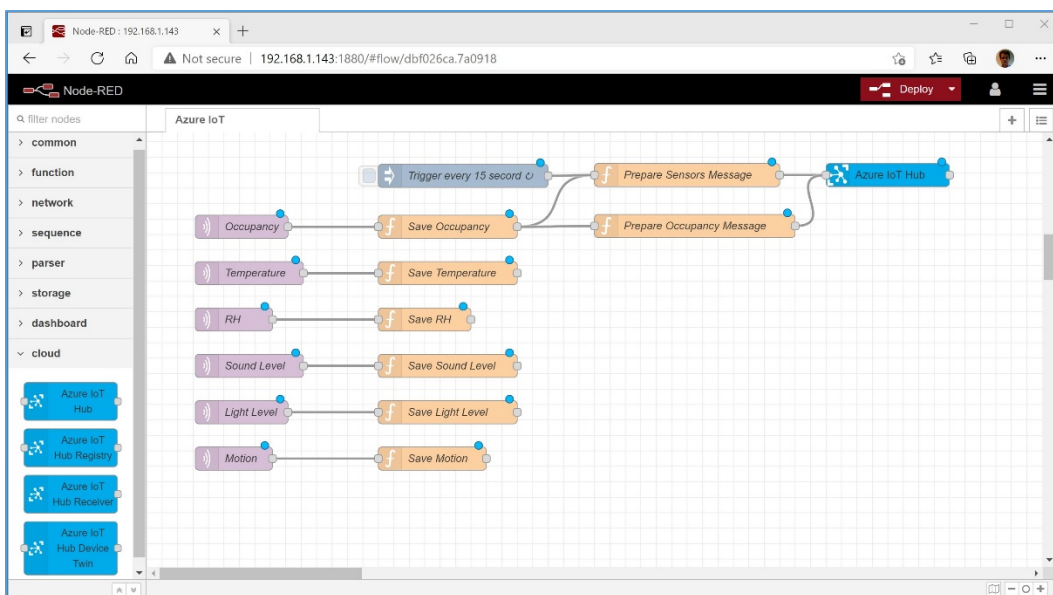 Node-RED : 192.168.1.143
Not secure | 192.168.1.143:1880/#flow/dbf026ca.7a0918
Node-RED
Deploy
filter nodes
Azure IoT
common
function
network
sequence
parser
storage
dashboard
cloud
Azure IoT
Hub
Azure IoT
Hub Registry
Azure IoT
Hub Receiver
Azure IoT
Hub Device
Twin
Trigger every 15 secord ↻
Prepare Sensors Message
Azure IoT Hub
Occupancy
Save Occupancy
Prepare Occupancy Message
Temperature
Save Temperature
RH
Save RH
Sound Level
Save Sound Level
Light Level
Save Light Level
Motion
Save Motion